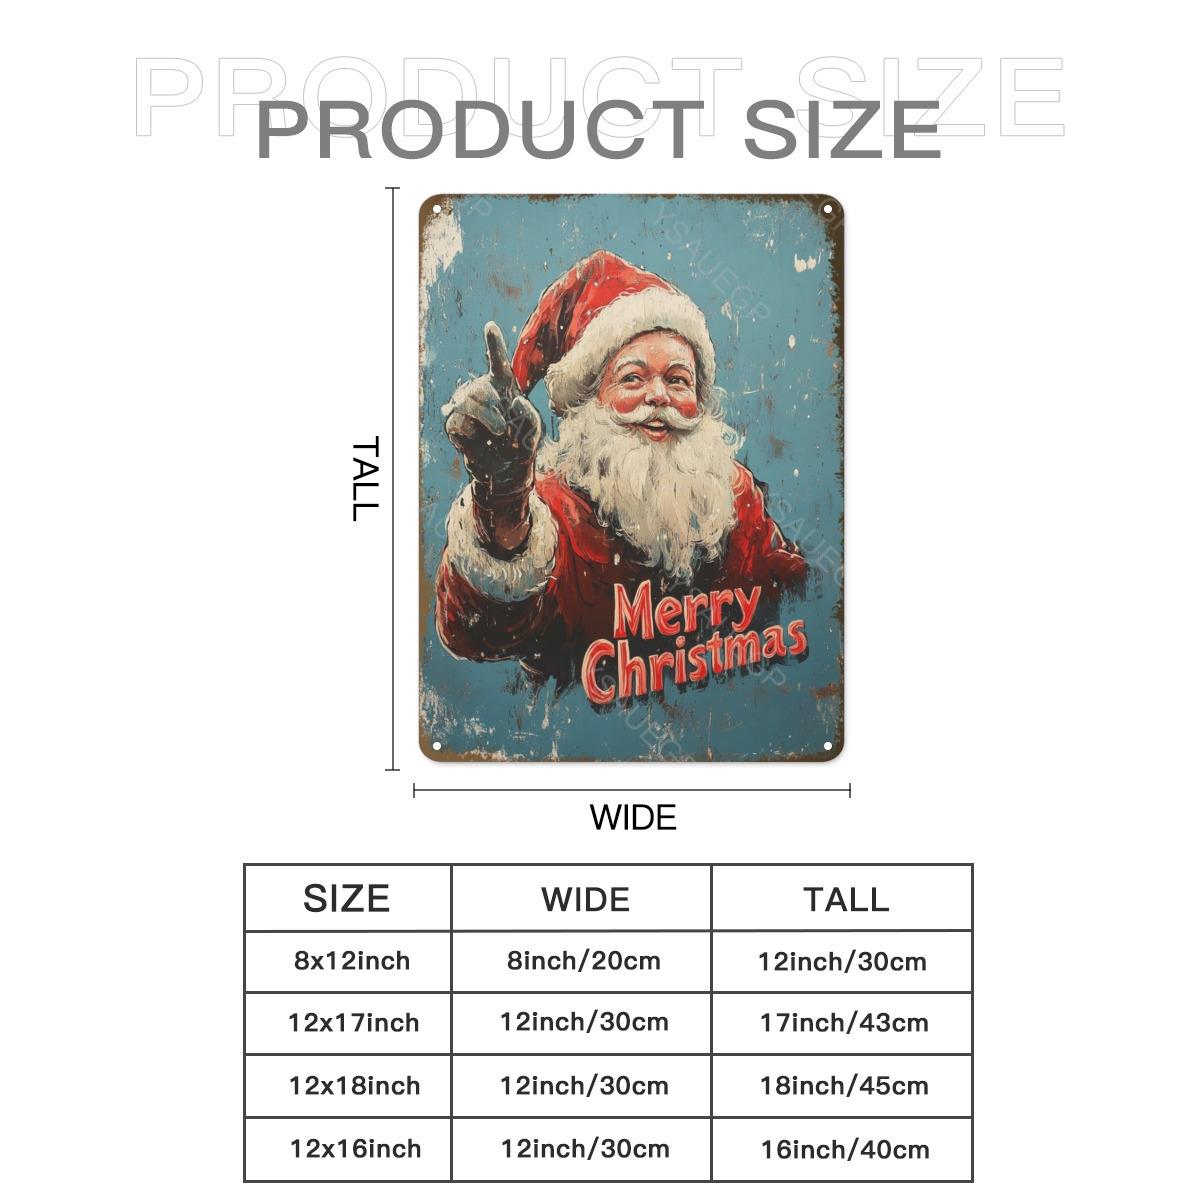 PRODUCT SIZE
PRODUCT SIZE
TALL
YSAUEGP
Merry
Christmas
WIDE
SIZE WIDE TALL
8x12inch 8inch/20cm 12inch/30cm
12x17inch 12inch/30cm 17inch/43cm
12x18inch 12inch/30cm 18inch/45cm
12x16inch 12inch/30cm 16inch/40cm